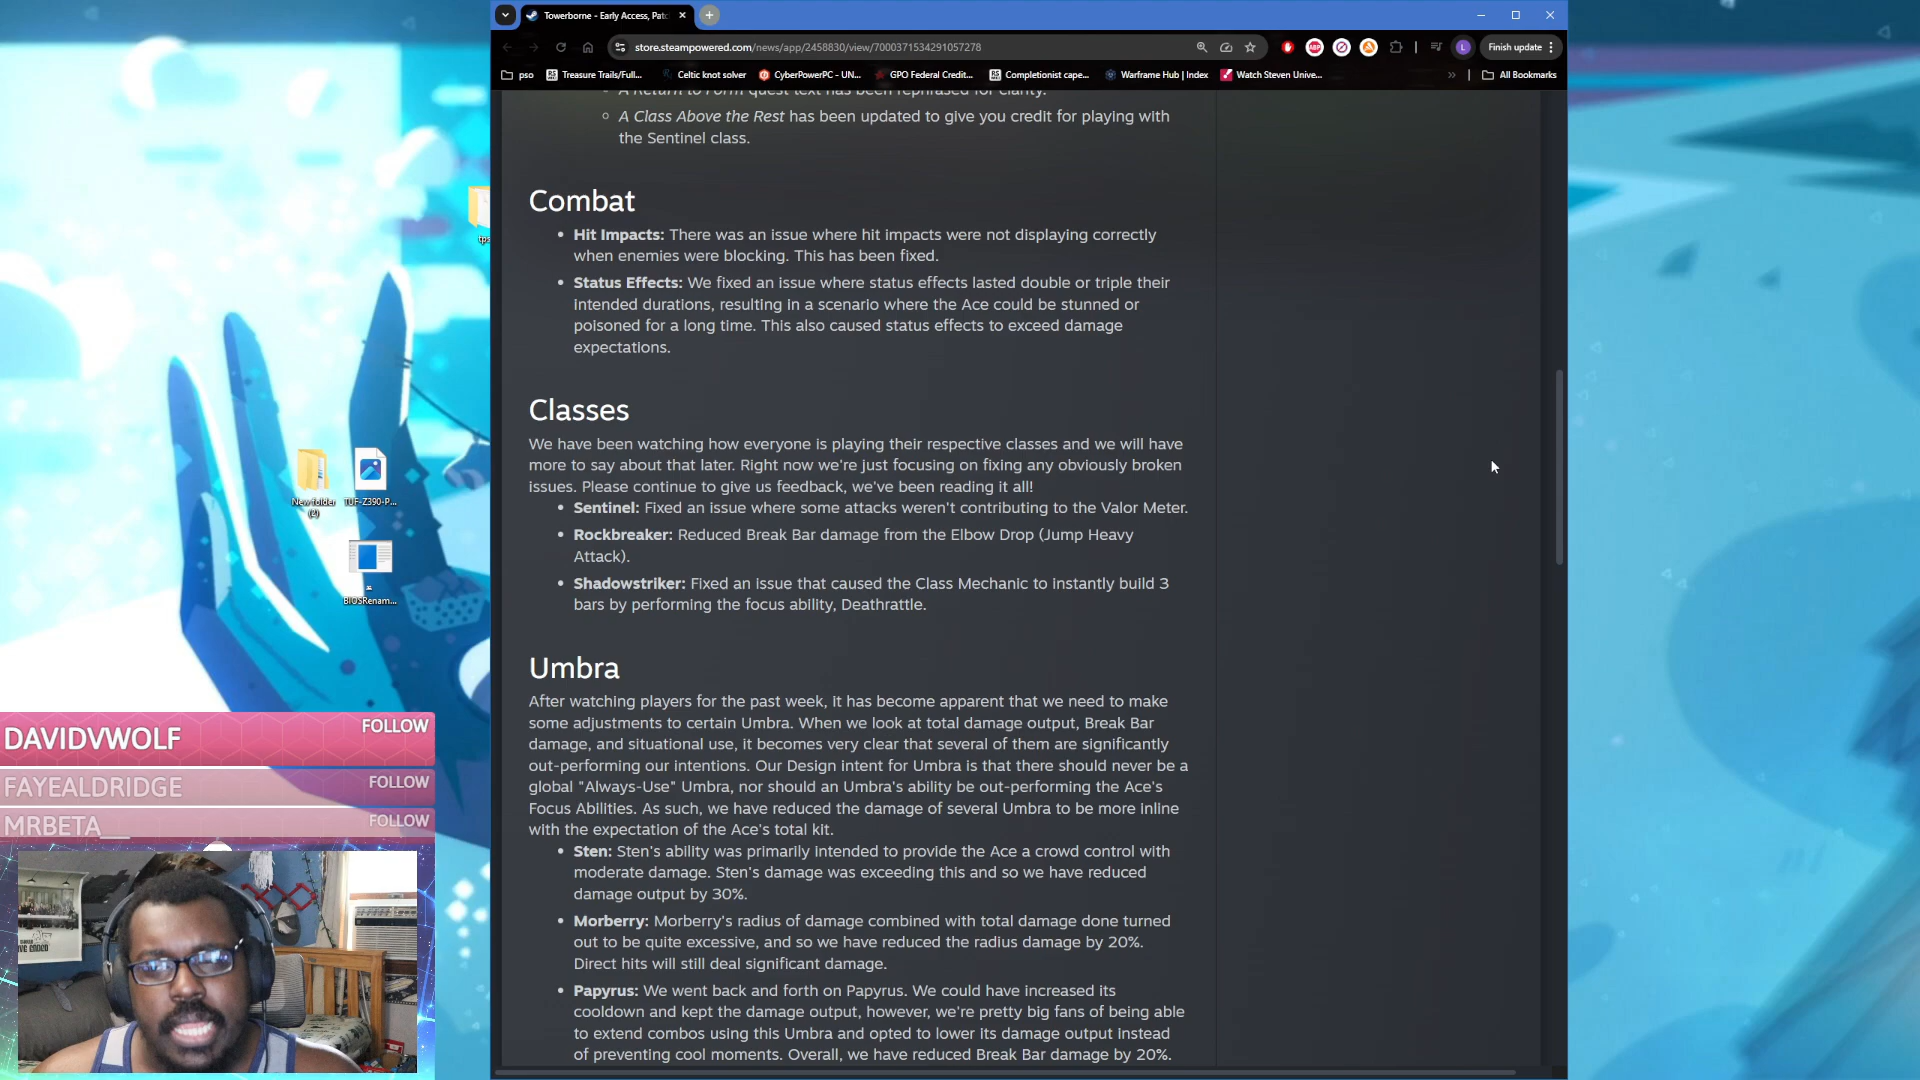 Towerborne - Early Access, Patc
store.steampowered.com/news/app/2458830/view/7000371534291057278
Finish update
pso
Treasure Trails/Full...
Celtic knot solver
CyberPowerPC - UN...
GPO Federal Credit...
Completionist cape...
Warframe Hub | Index
Watch Steven Unive...
All Bookmarks
A Return to Form quest text has been rephrased for clarity.
A Class Above the Rest has been updated to give you credit for playing with
the Sentinel class.
Combat
Hit Impacts: There was an issue where hit impacts were not displaying correctly
when enemies were blocking. This has been fixed.
Status Effects: We fixed an issue where status effects lasted double or triple their
intended durations, resulting in a scenario where the Ace could be stunned or
poisoned for a long time. This also caused status effects to exceed damage
expectations.
Classes
We have been watching how everyone is playing their respective classes and we will have
more to say about that later. Right now we're just focusing on fixing any obviously broken
issues. Please continue to give us feedback, we've been reading it all!
Sentinel: Fixed an issue where some attacks weren't contributing to the Valor Meter.
Rockbreaker: Reduced Break Bar damage from the Elbow Drop (Jump Heavy
Attack).
Shadowstriker: Fixed an issue that caused the Class Mechanic to instantly build 3
bars by performing the focus ability, Deathrattle.
Umbra
After watching players for the past week, it has become apparent that we need to make
some adjustments to certain Umbra. When we look at total damage output, Break Bar
damage, and situational use, it becomes very clear that several of them are significantly
out-performing our intentions. Our Design intent for Umbra is that there should never be a
global "Always-Use" Umbra, nor should an Umbra's ability be out-performing the Ace's
Focus Abilities. As such, we have reduced the damage of several Umbra to be more inline
with the expectation of the Ace's total kit.
Sten: Sten's ability was primarily intended to provide the Ace a crowd control with
moderate damage. Sten's damage was exceeding this and so we have reduced
damage output by 30%.
Morberry: Morberry's radius of damage combined with total damage done turned
out to be quite excessive, and so we have reduced the radius damage by 20%.
Direct hits will still deal significant damage.
Papyrus: We went back and forth on Papyrus. We could have increased its
cooldown and kept the damage output, however, we're pretty big fans of being able
to extend combos using this Umbra and opted to lower its damage output instead
of preventing cool moments. Overall, we have reduced Break Bar damage by 20%.
tps
New folder
(2)
TUF-Z390-P...
BIOSRenam...
DAVIDVWOLF
FOLLOW
FAYEALDRIDGE
FOLLOW
MRBETA__
FOLLOW